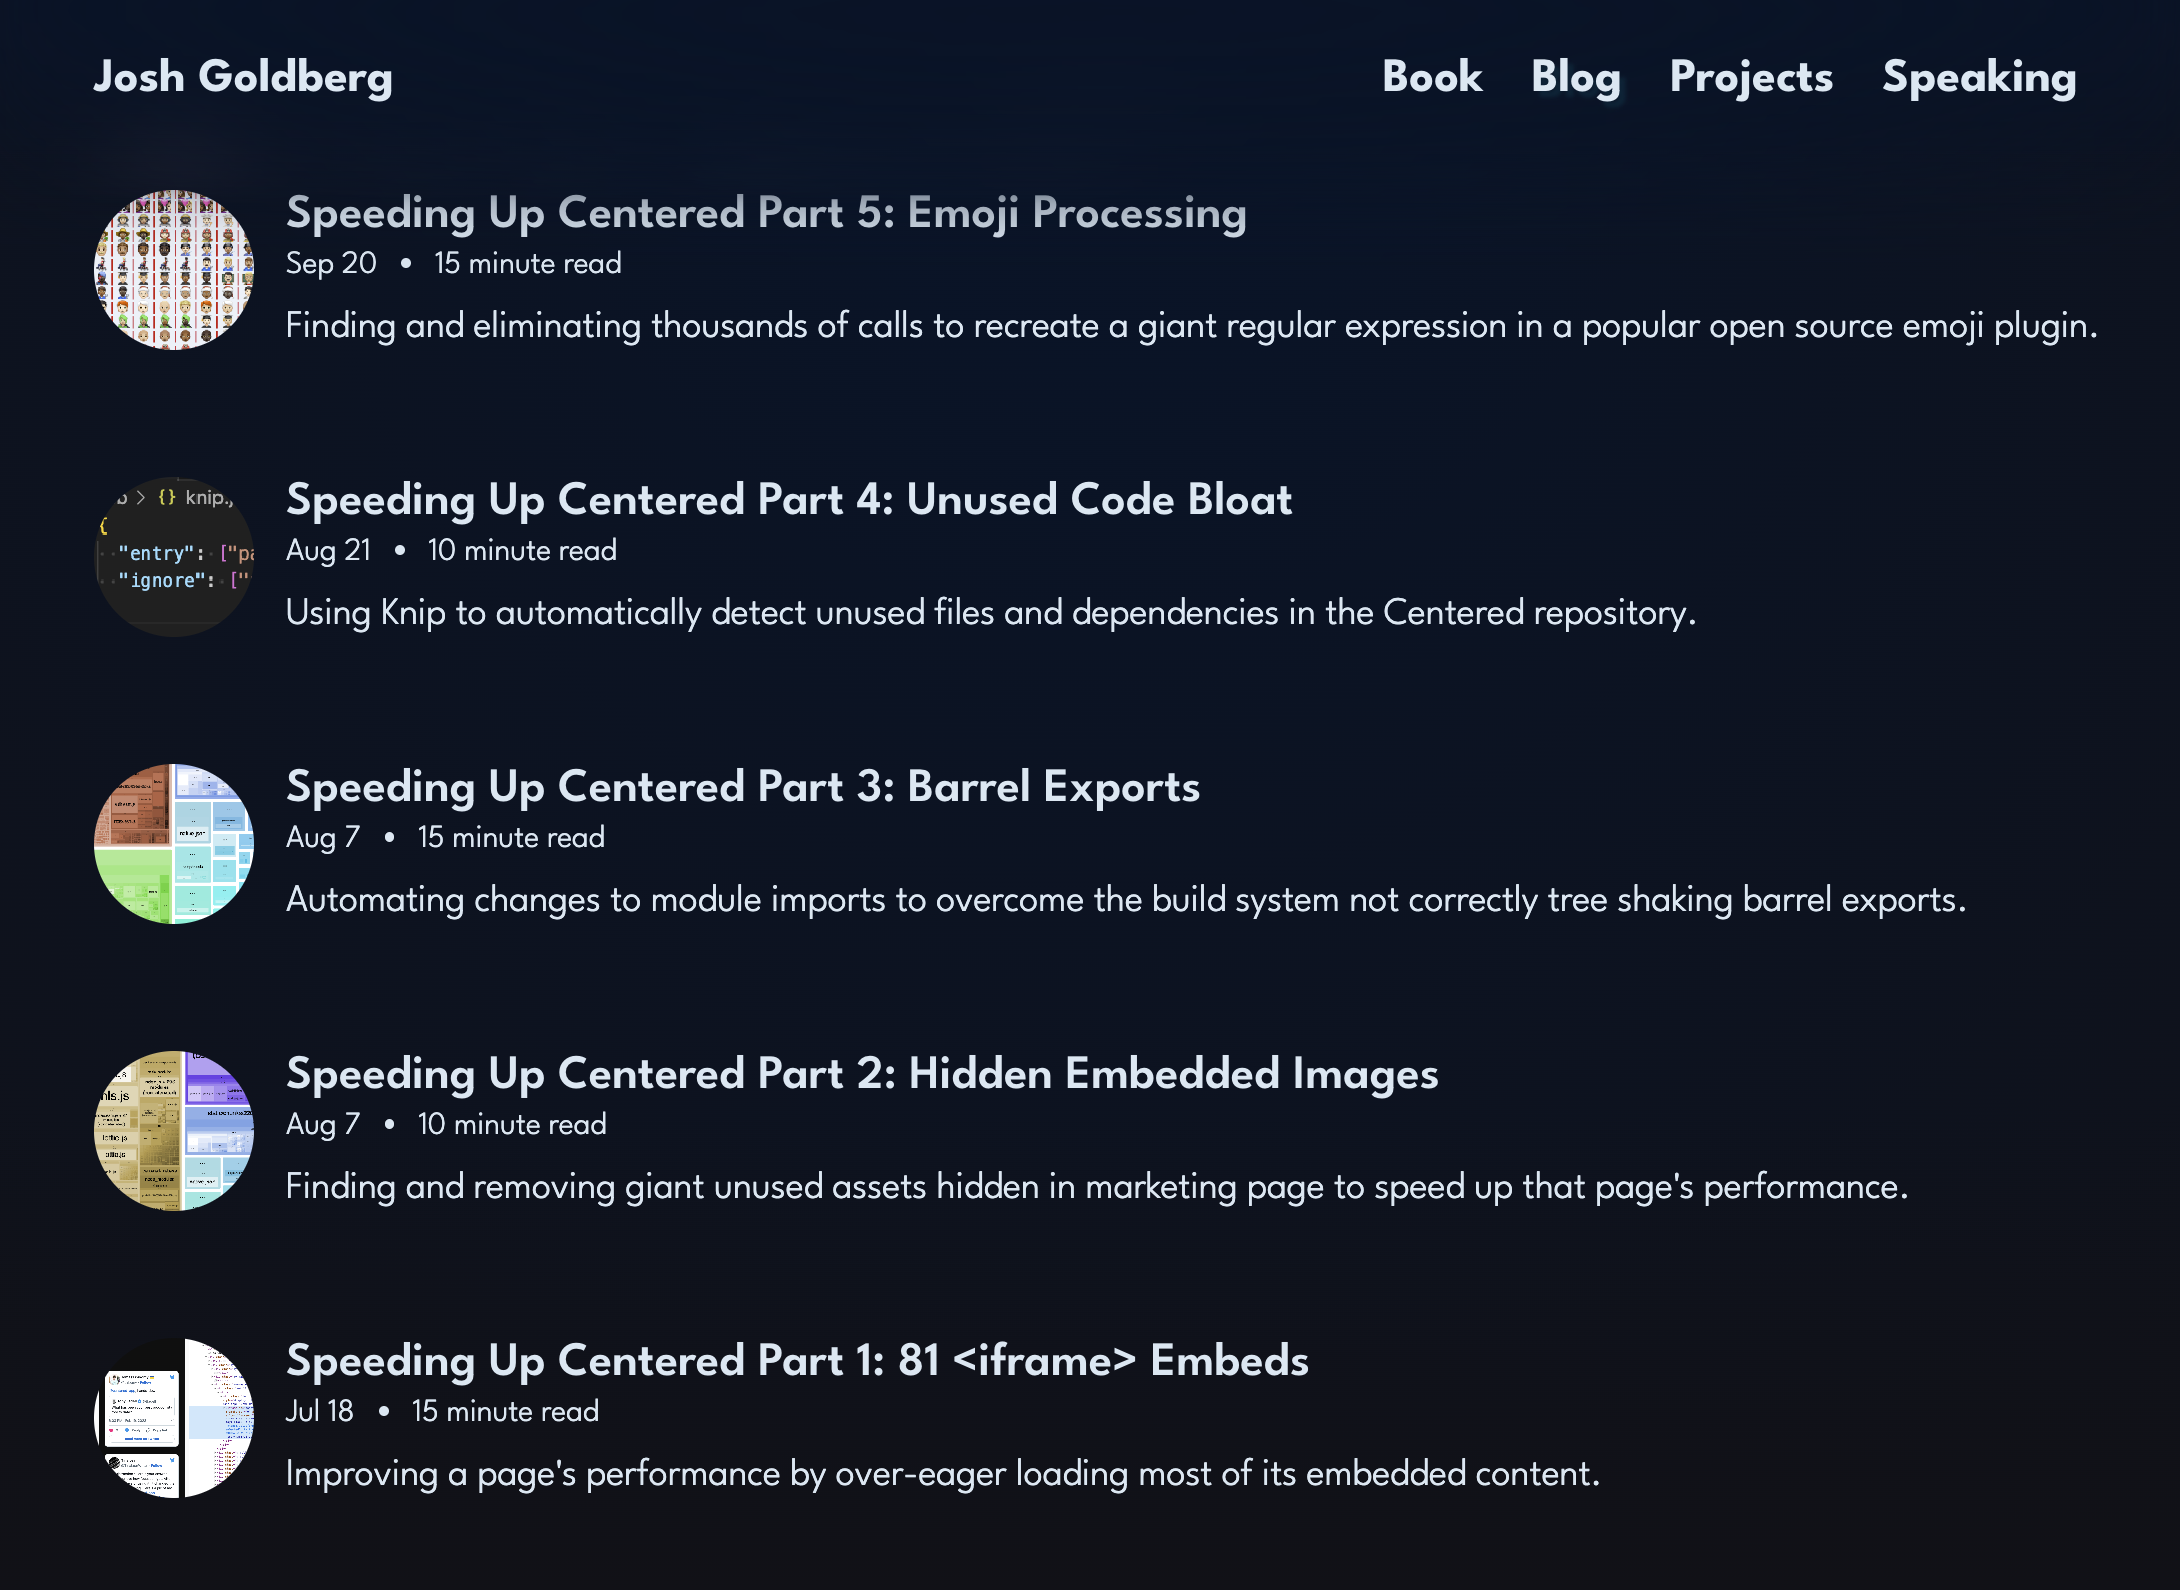 Josh Goldberg
Book Blog Projects Speaking
Speeding Up Centered Part 5: Emoji Processing
Sep 20 • 15 minute read
Finding and eliminating thousands of calls to recreate a giant regular expression in a popular open source emoji plugin.
b > {} knip.
{
"entry": ["pa
"ignore": ["
Speeding Up Centered Part 4: Unused Code Bloat
Aug 21 • 10 minute read
Using Knip to automatically detect unused files and dependencies in the Centered repository.
Speeding Up Centered Part 3: Barrel Exports
Aug 7 • 15 minute read
Automating changes to module imports to overcome the build system not correctly tree shaking barrel exports.
Speeding Up Centered Part 2: Hidden Embedded Images
Aug 7 • 10 minute read
Finding and removing giant unused assets hidden in marketing page to speed up that page's performance.
Speeding Up Centered Part 1: 81 <iframe> Embeds
Jul 18 • 15 minute read
Improving a page's performance by over-eager loading most of its embedded content.